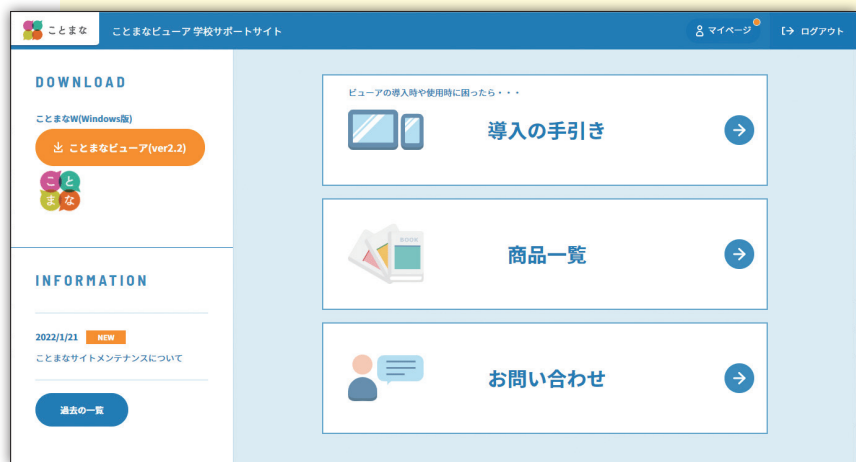 ことまな
ことまなビューア 学校サポートサイト
マイページ
ログアウト
DOWNLOAD
ことまなW(Windows版)
ことまなビューア(ver2.2)
こと
まな
INFORMATION
2022/1/21 NEW
ことまなサイトメンテナンスについて
過去の一覧
ビューアの導入時や使用時に困ったら・・・
導入の手引き
BOOK
商品一覧
お問い合わせ